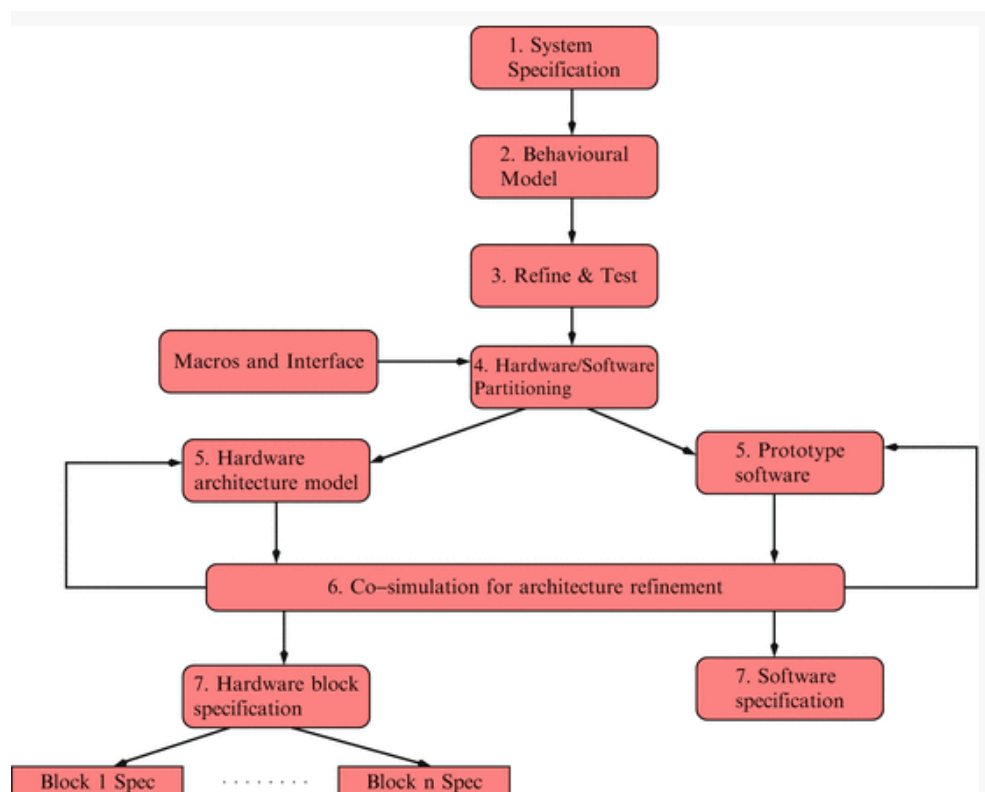 1. System
Specification
2. Behavioural
Model
3. Refine & Test
Macros and Interface
4. Hardware/Software
Partitioning
5. Hardware
architecture model
5. Prototype
software
6. Co–simulation for architecture refinement
7. Hardware block
specification
7. Software
specification
Block 1 Spec
. . . . . . . .
Block n Spec